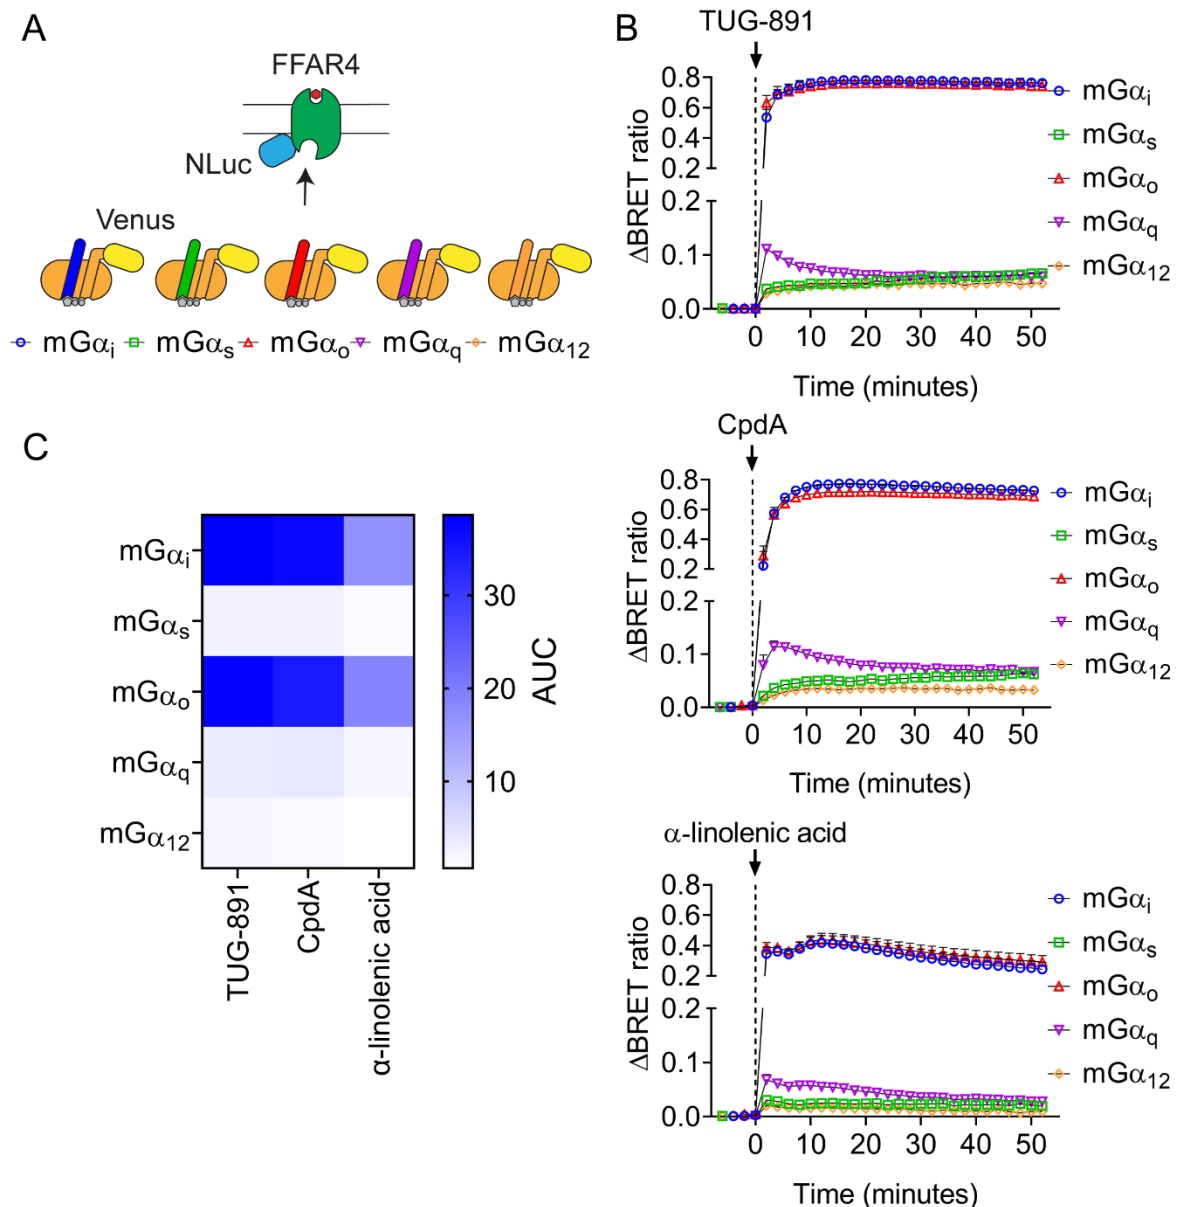 A
FFAR4
NLuc
Venus
mGαi
mGαs
mGαo
mGαq
mGα12
B
TUG-891
ΔBRET ratio
0.8
0.6
0.4
0.2
0.2
0.1
0.0
0 10 20 30 40 50
Time (minutes)
mGαi
mGαs
mGαo
mGαq
mGα12
CpdA
ΔBRET ratio
0.8
0.6
0.4
0.2
0.2
0.1
0.0
0 10 20 30 40 50
Time (minutes)
mGαi
mGαs
mGαo
mGαq
mGα12
α-linolenic acid
ΔBRET ratio
0.8
0.6
0.4
0.2
0.2
0.1
0.0
0 10 20 30 40 50
Time (minutes)
mGαi
mGαs
mGαo
mGαq
mGα12
C
mGαi
mGαs
mGαo
mGαq
mGα12
TUG-891
CpdA
α-linolenic acid
30
20
10
AUC